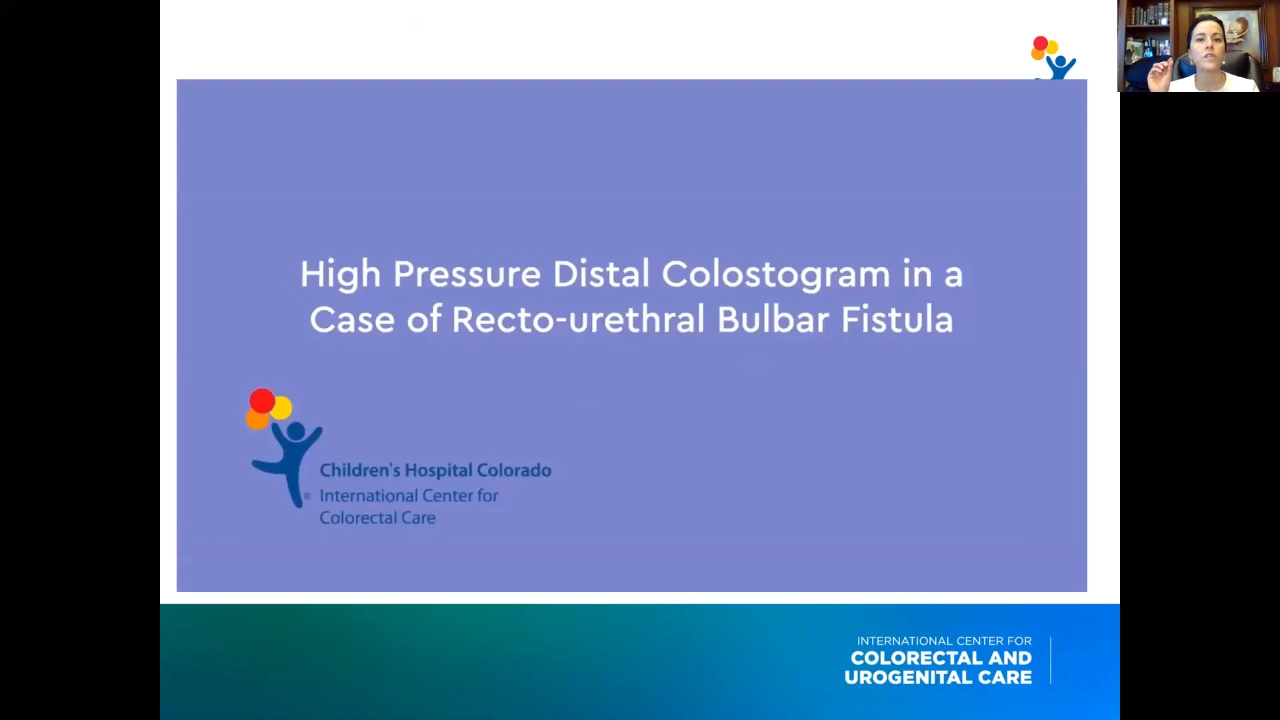 High Pressure Distal Colostogram in a
Case of Recto-urethral Bulbar Fistula
Children's Hospital Colorado
International Center for
Colorectal Care
INTERNATIONAL CENTER FOR
COLORECTAL AND
UROGENITAL CARE